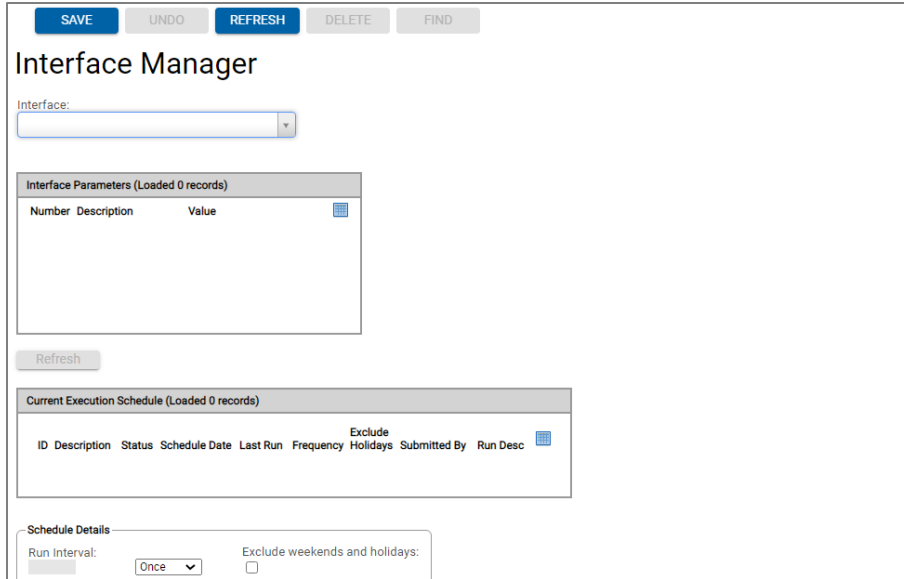 SAVE UNDO REFRESH DELETE FIND
Interface Manager
Interface:
Interface Parameters (Loaded 0 records)
Number Description Value
Refresh
Current Execution Schedule (Loaded 0 records)
Exclude
ID Description Status Schedule Date Last Run Frequency Holidays Submitted By Run Desc
Schedule Details
Run Interval: Exclude weekends and holidays:
Once